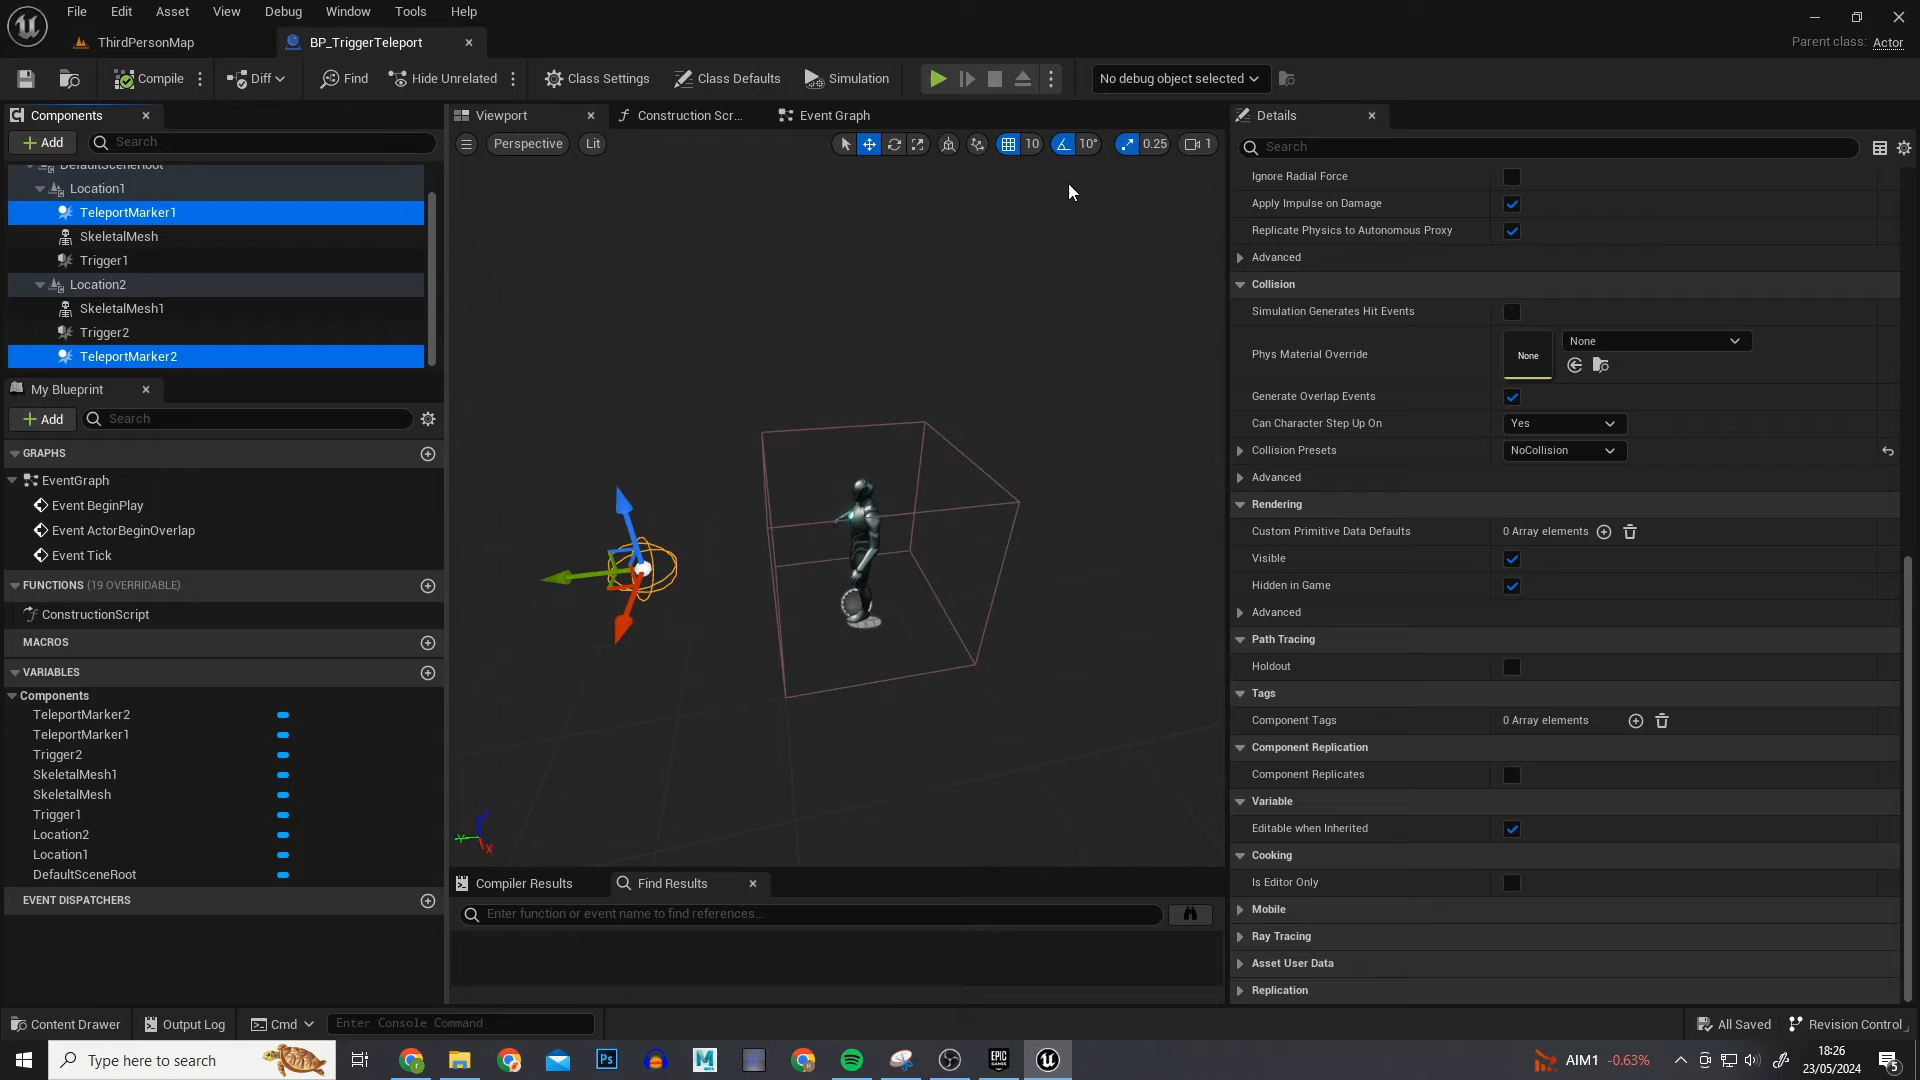 File Edit Asset View Debug Window Tools Help
ThirdPersonMap
BP_TriggerTeleport
Parent class: Actor
Compile
Diff
Find
Hide Unrelated
Class Settings
Class Defaults
Simulation
No debug object selected
Components
Add
Search
DefaultSceneRoot
Location1
TeleportMarker1
SkeletalMesh
Trigger1
Location2
SkeletalMesh1
Trigger2
TeleportMarker2
My Blueprint
Add
Search
GRAPHS
EventGraph
Event BeginPlay
Event ActorBeginOverlap
Event Tick
FUNCTIONS (19 OVERRIDABLE)
ConstructionScript
MACROS
VARIABLES
Components
TeleportMarker2
TeleportMarker1
Trigger2
SkeletalMesh1
SkeletalMesh
Trigger1
Location2
Location1
DefaultSceneRoot
EVENT DISPATCHERS
Viewport
Construction Scr...
Event Graph
Perspective
Lit
10
10°
0.25
1
Z
Y
X
Compiler Results
Find Results
Enter function or event name to find references...
Details
Search
Ignore Radial Force
Apply Impulse on Damage
Replicate Physics to Autonomous Proxy
Advanced
Collision
Simulation Generates Hit Events
Phys Material Override
None
None
Generate Overlap Events
Can Character Step Up On
Yes
Collision Presets
NoCollision
Advanced
Rendering
Custom Primitive Data Defaults
0 Array elements
Visible
Hidden in Game
Advanced
Path Tracing
Holdout
Tags
Component Tags
0 Array elements
Component Replication
Component Replicates
Variable
Editable when Inherited
Cooking
Is Editor Only
Mobile
Ray Tracing
Asset User Data
Replication
Content Drawer
Output Log
Cmd
Enter Console Command
All Saved
Revision Control
Type here to search
Ps
M
EPIC
GAMES
AIM1 -0.63%
18:26
23/05/2024
5